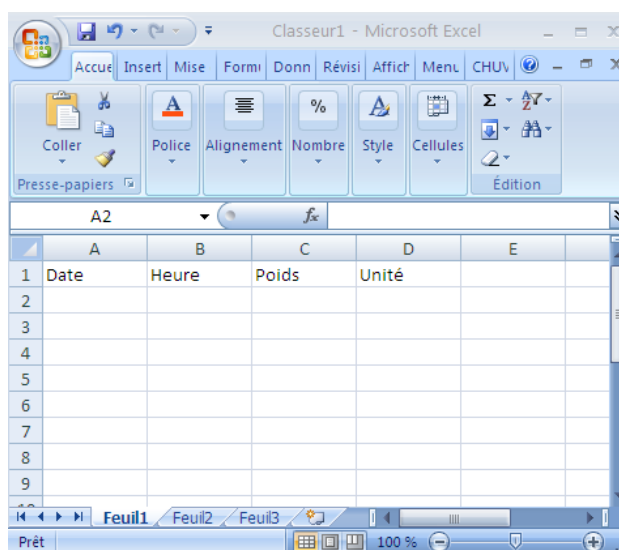 Classeur1 - Microsoft Excel
Accue Insert Mise Form Donn Révisi Affich Menu CHUV
Coller Police Alignement Nombre Style Cellules
%
Σ
Presse-papiers Édition
A2 fx
A B C D E
1 Date Heure Poids Unité
2
3
4
5
6
7
8
9
Feuil1 Feuil2 Feuil3
Prêt 100 %